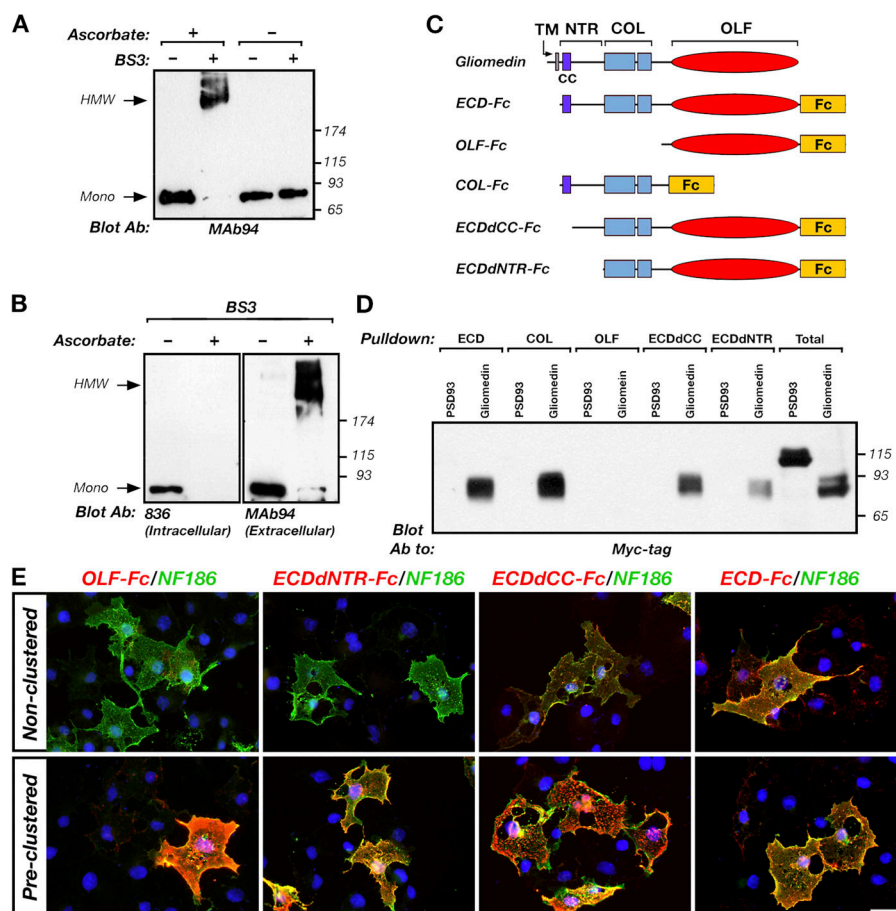 A
Ascorbate: + −
BS3: − + − +
HMW
174
115
93
Mono
65
Blot Ab: MAb94
B
BS3
Ascorbate: − + − +
HMW
174
115
93
Mono
Blot Ab: 836 MAb94
(Intracellular) (Extracellular)
C
TM NTR COL OLF
Gliomedin
CC
ECD-Fc Fc
OLF-Fc Fc
COL-Fc Fc
ECDdCC-Fc Fc
ECDdNTR-Fc Fc
D
Pulldown: ECD COL OLF ECDdCC ECDdNTR Total
PSD93 Gliomedin PSD93 Gliomedin PSD93 Gliomein PSD93 Gliomedin PSD93 Gliomedin PSD93 Gliomedin
115
93
65
Blot
Ab to: Myc-tag
E
OLF-Fc/NF186 ECDdNTR-Fc/NF186 ECDdCC-Fc/NF186 ECD-Fc/NF186
Non-clustered
Pre-clustered